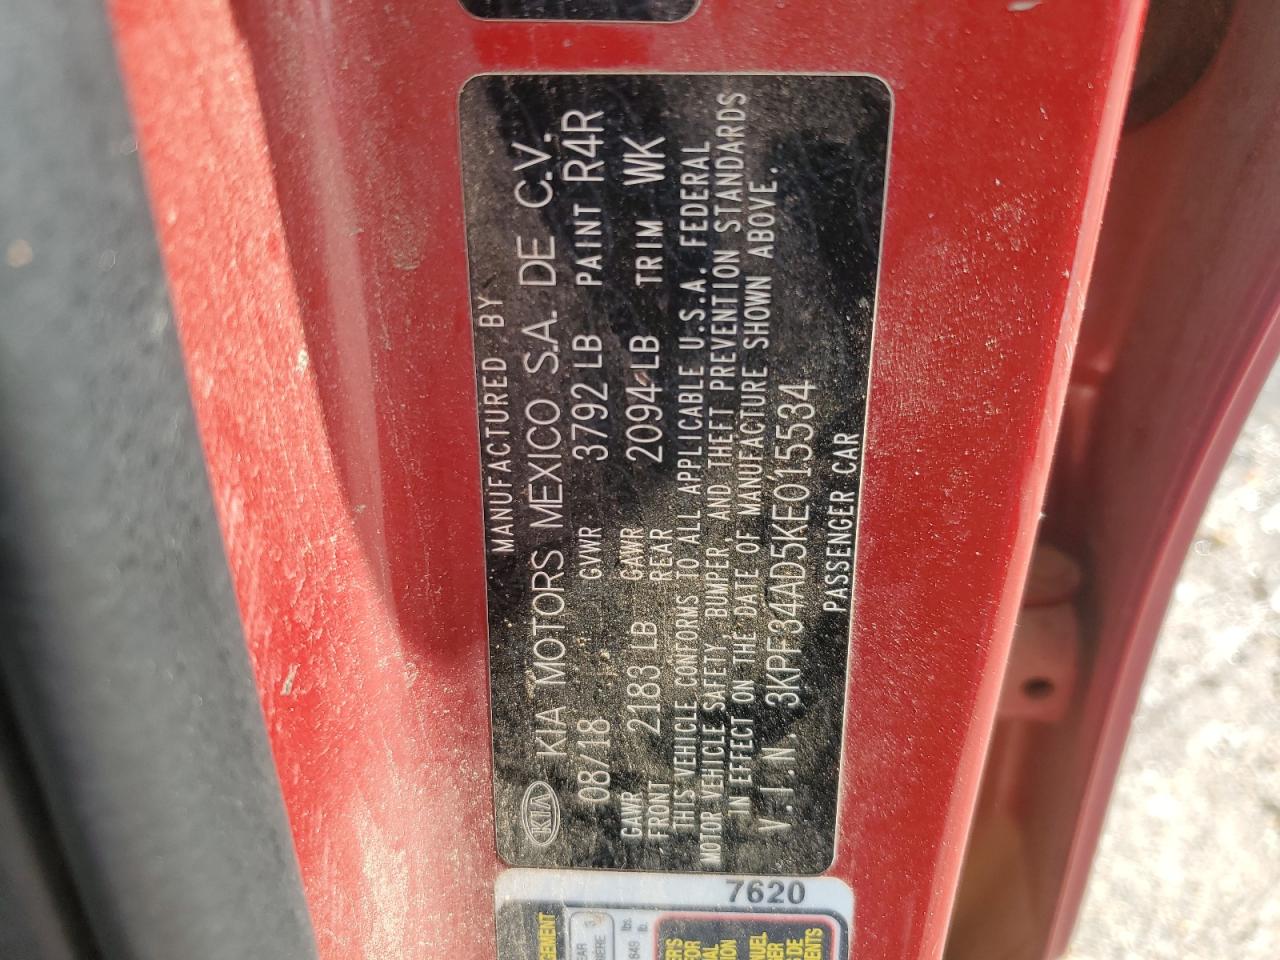 MANUFACTURED BY
KIA KIA MOTORS MEXICO S.A. DE C.V.
08/18 GVWR 3792 LB PAINT R4R
GAWR FRONT 2183 LB GAWR REAR 2094 LB TRIM WK
THIS VEHICLE CONFORMS TO ALL APPLICABLE U.S.A. FEDERAL
MOTOR VEHICLE SAFETY, BUMPER, AND THEFT PREVENTION STANDARDS
IN EFFECT ON THE DATE OF MANUFACTURE SHOWN ABOVE.
V.I.N. 3KPF34AD5KE015534
PASSENGER CAR
7620